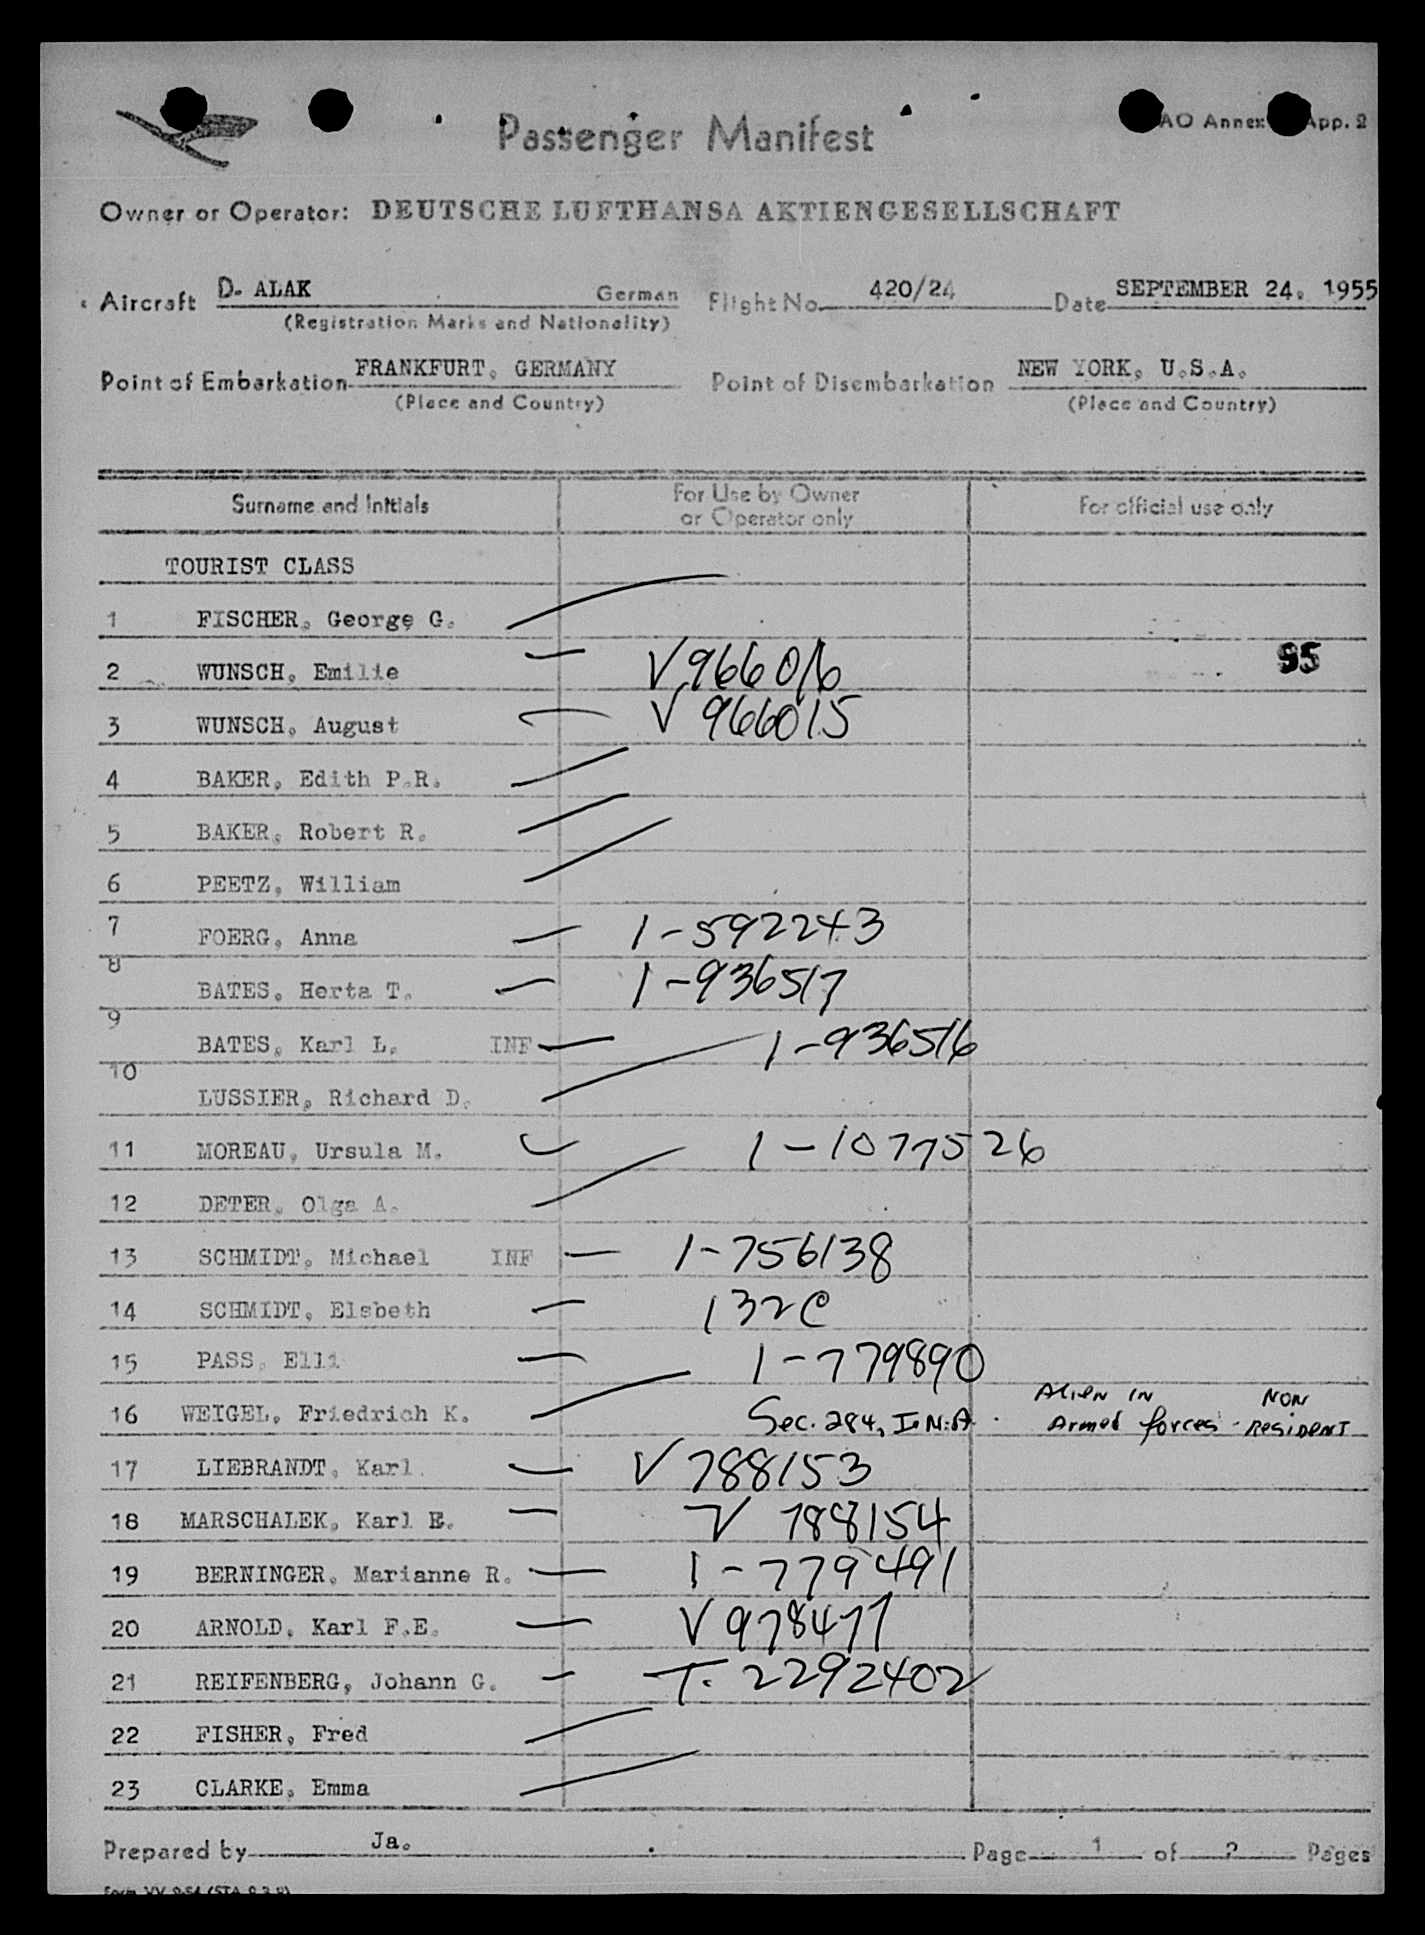 AO Annex App. 2
Passenger Manifest
Owner or Operator: DEUTSCHE LUFTHANSA AKTIENGESELLSCHAFT
Aircraft D- ALAK German Flight No. 420/24 Date SEPTEMBER 24, 1955
(Registration Marks and Nationality)
Point of Embarkation FRANKFURT, GERMANY Point of Disembarkation NEW YORK, U.S.A.
(Place and Country) (Place and Country)
Surname and Initials For Use by Owner or Operator only For official use only
TOURIST CLASS
1 FISCHER, George G.
2 WUNSCH, Emilie V 966016 95
3 WUNSCH, August V 966015
4 BAKER, Edith P.R.
5 BAKER, Robert R.
6 PEETZ, William
7 FOERG, Anna 1-592243
8 BATES, Herta T. 1-936517
9 BATES, Karl L. INF 1-936516
10 LUSSIER, Richard D.
11 MOREAU, Ursula M. 1-1077526
12 DETER, Olga A.
13 SCHMIDT, Michael INF 1-756138
14 SCHMIDT, Elsbeth 132C
15 PASS, Elli 1-779890
16 WEIGEL, Friedrich K. Sec. 284, I.N.A. Alien in Armed forces - NON Resident
17 LIEBRANDT, Karl V 788153
18 MARSCHALEK, Karl E. V 788154
19 BERNINGER, Marianne R. 1-779491
20 ARNOLD, Karl F.E. V 978477
21 REIFENBERG, Johann G. T. 2292402
22 FISHER, Fred
23 CLARKE, Emma
Prepared by Ja. Page 1 of 2 Pages